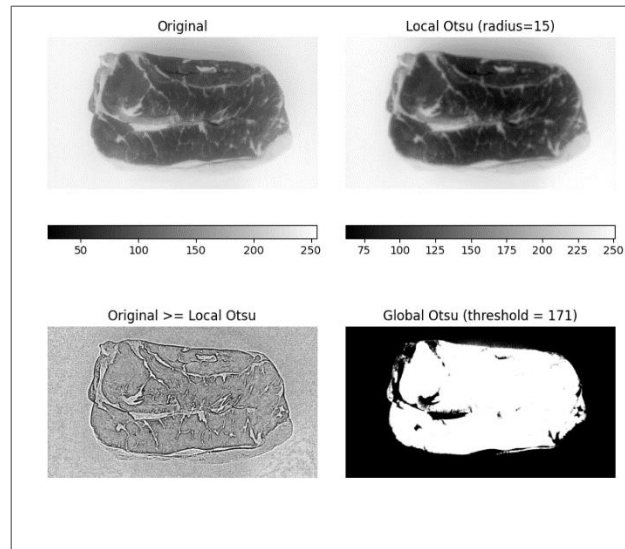 Original
Local Otsu (radius=15)
50 100 150 200 250
75 100 125 150 175 200 225 250
Original >= Local Otsu
Global Otsu (threshold = 171)